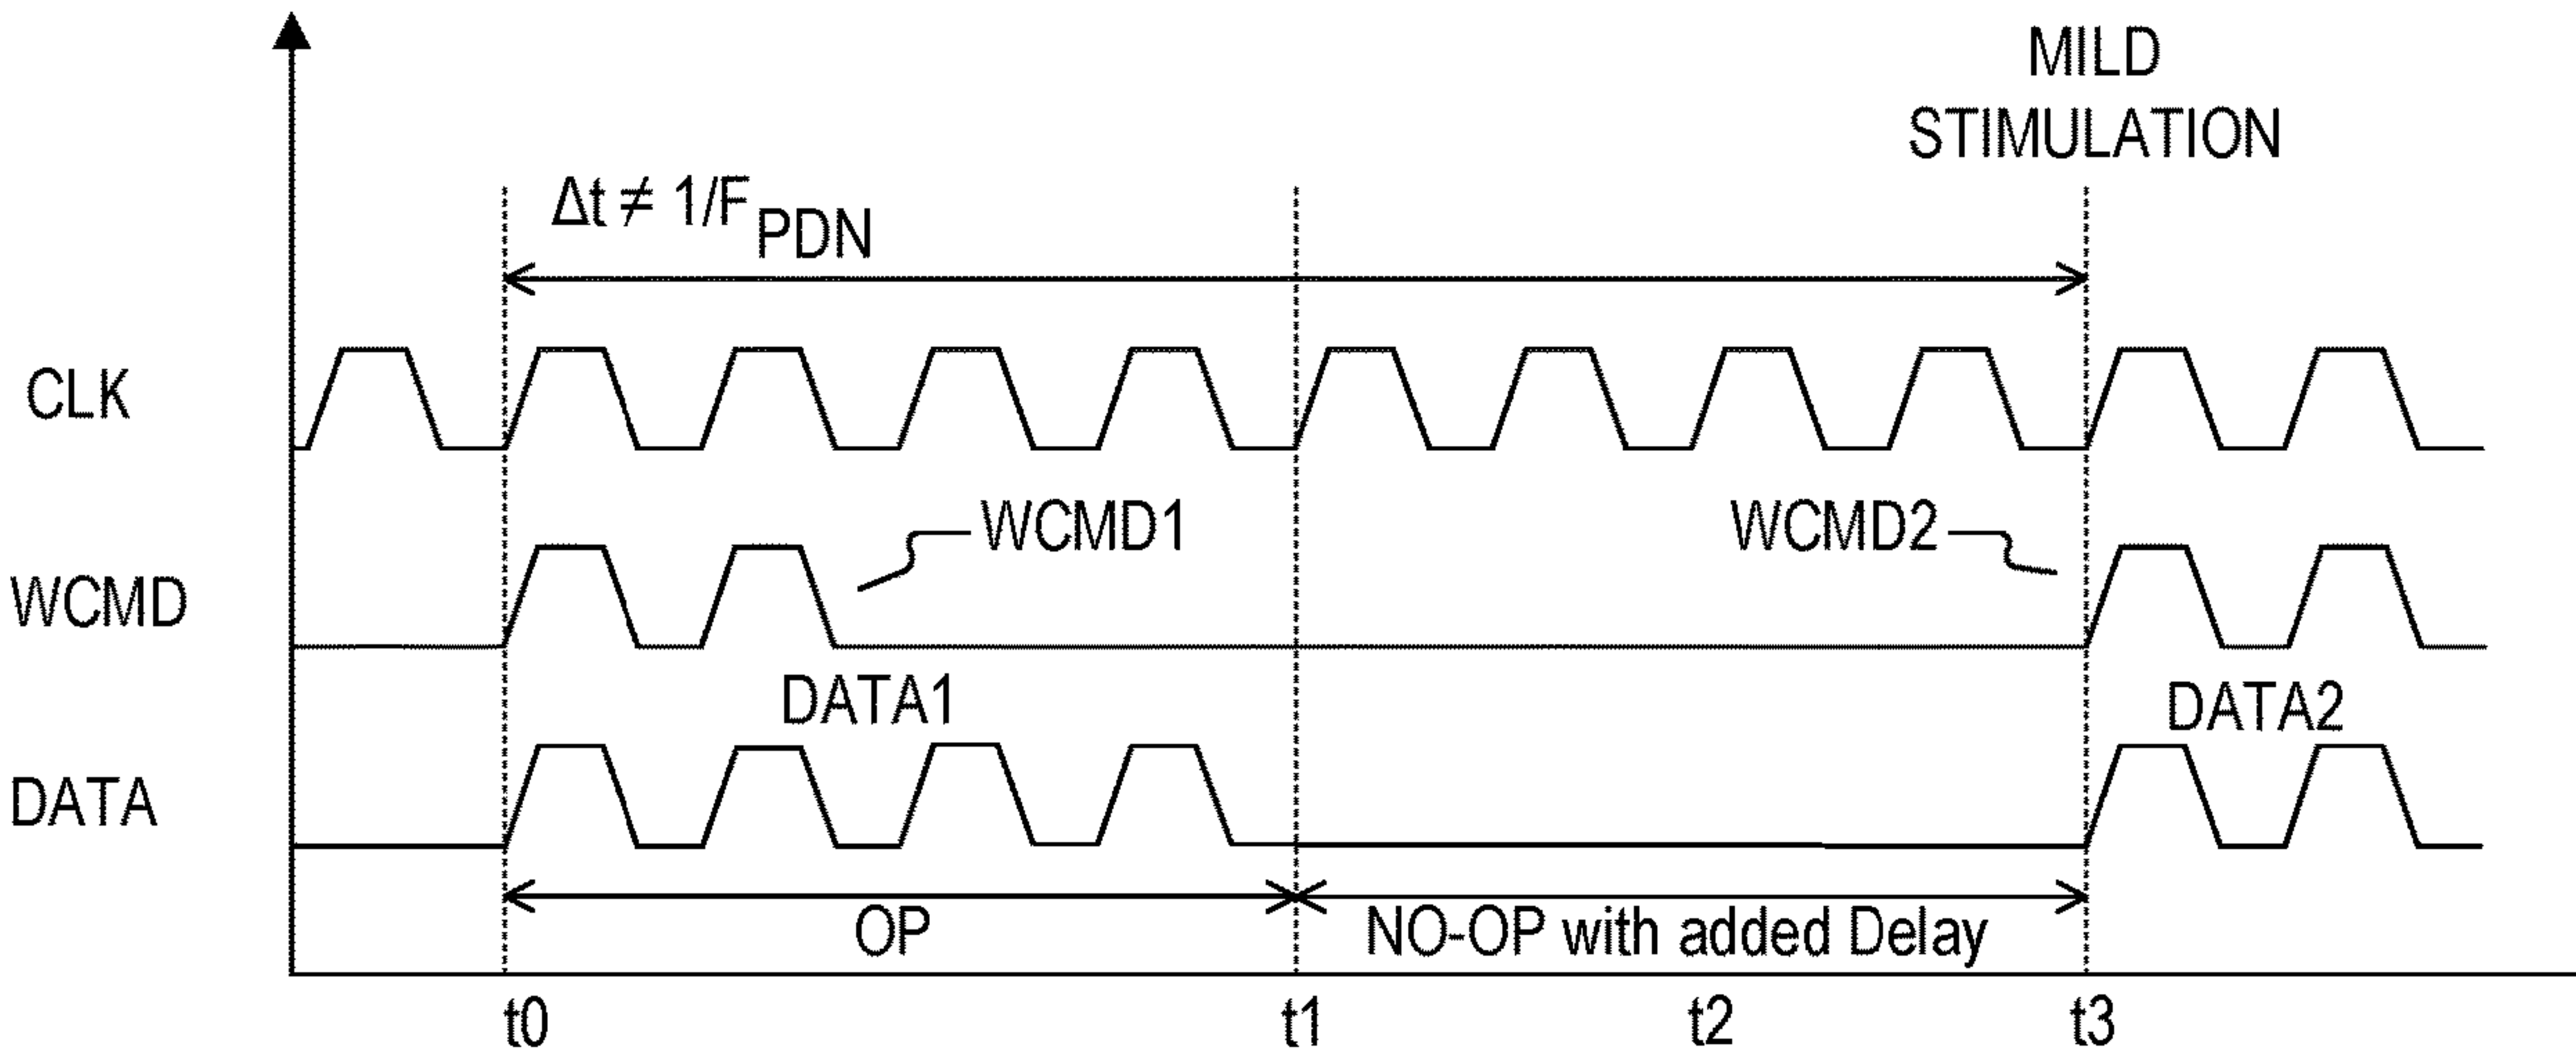 MILD
STIMULATION
Δt ≠ 1/F PDN
CLK
WCMD1
WCMD2
WCMD
DATA1
DATA2
DATA
OP
NO-OP with added Delay
t0
t1
t2
t3